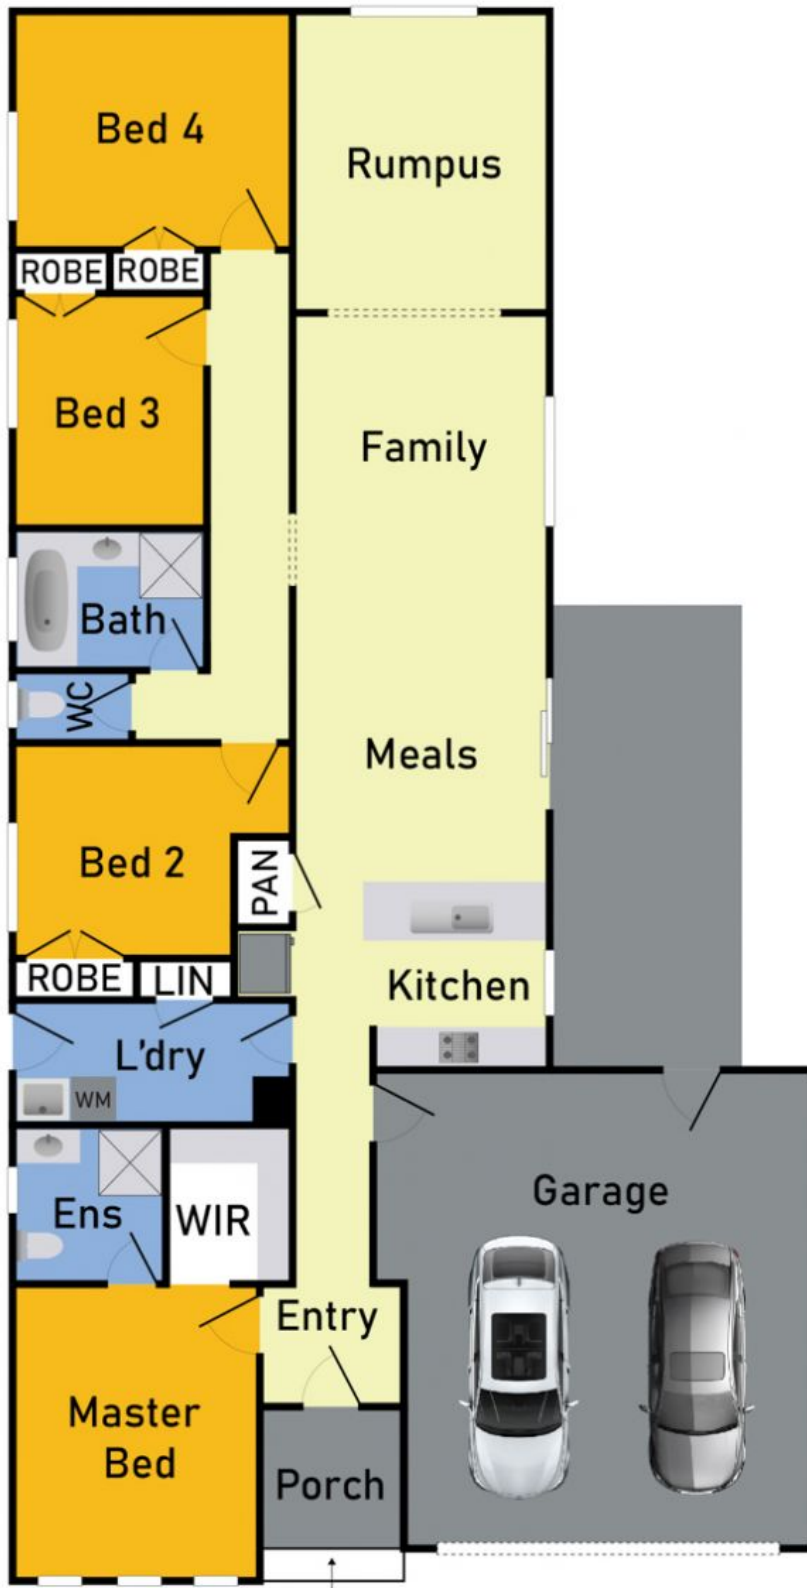 Bed 4
Rumpus
ROBE
ROBE
Bed 3
Family
Bath
WC
Meals
Bed 2
PAN
ROBE
LIN
Kitchen
L'dry
WM
Ens
WIR
Garage
Entry
Master
Bed
Porch